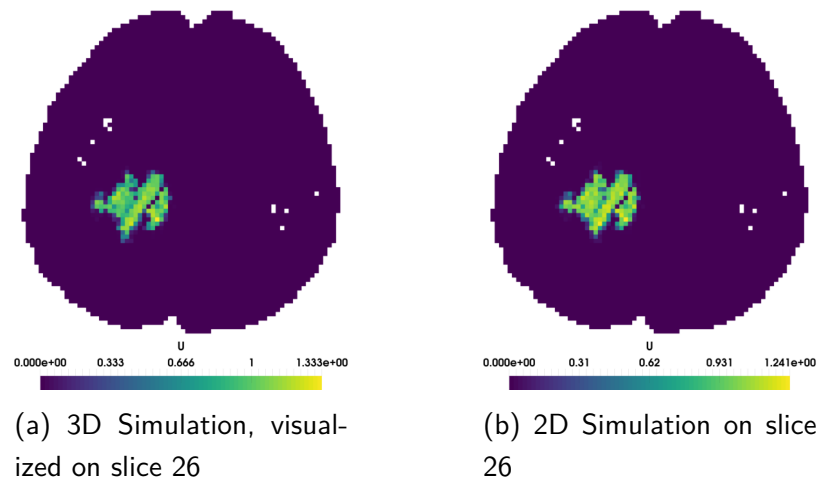 U
0.000e+00 0.333 0.666 1 1.333e+00
(a) 3D Simulation, visual-
ized on slice 26
U
0.000e+00 0.31 0.62 0.931 1.241e+00
(b) 2D Simulation on slice
26